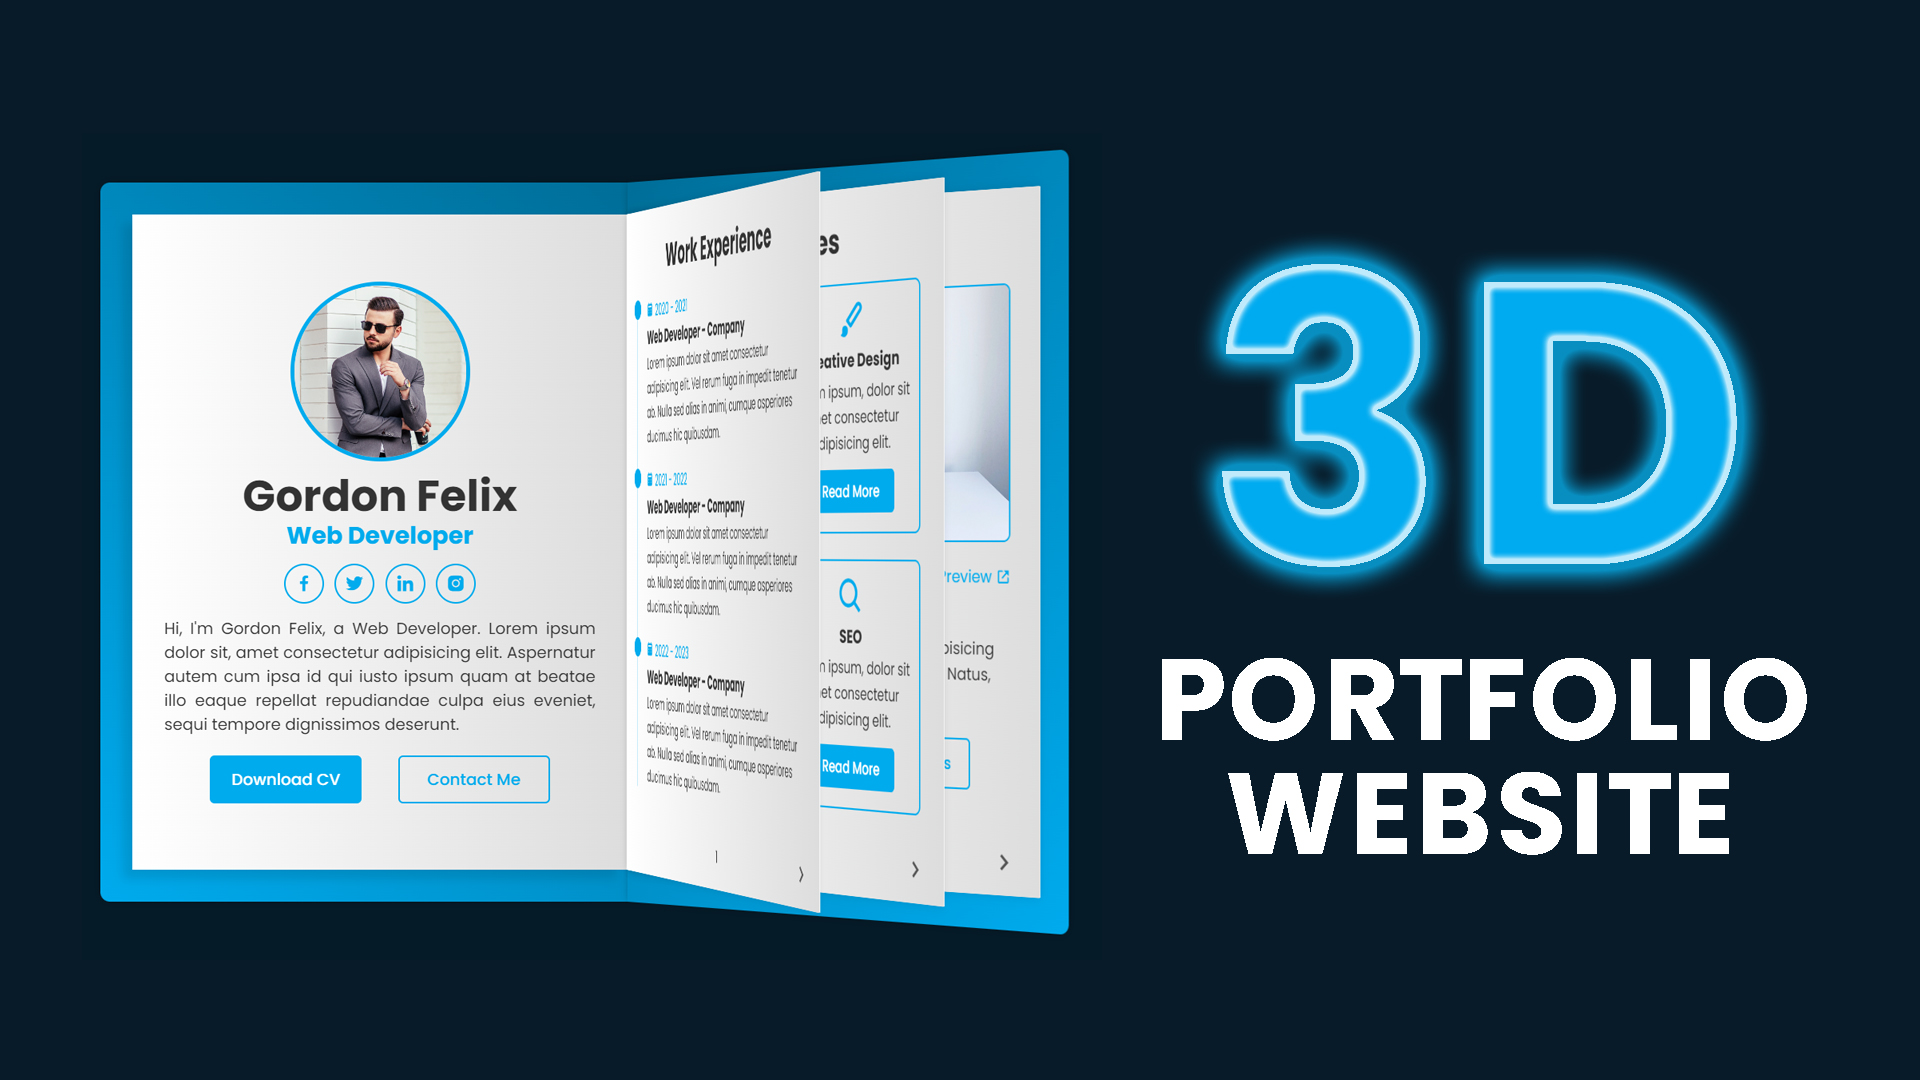 Gordon Felix
Web Developer
Hi, I'm Gordon Felix, a Web Developer. Lorem ipsum
dolor sit, amet consectetur adipisicing elit. Aspernatur
autem cum ipsa id qui iusto ipsum quam at beatae
illo eaque repellat repudiandae culpa eius eveniet,
sequi tempore dignissimos deserunt.
Download CV
Contact Me
Work Experience
2020 - 2021
Web Developer - Company
Lorem ipsum dolor sit amet consectetur
adipisicing elit. Vel rerum fuga in impedit tenetur
ab. Nulla sed alias in animi, cumque asperiores
ducimus hic quibusdam.
2021 - 2022
Web Developer - Company
Lorem ipsum dolor sit amet consectetur
adipisicing elit. Vel rerum fuga in impedit tenetur
ab. Nulla sed alias in animi, cumque asperiores
ducimus hic quibusdam.
2022 - 2023
Web Developer - Company
Lorem ipsum dolor sit amet consectetur
adipisicing elit. Vel rerum fuga in impedit tenetur
ab. Nulla sed alias in animi, cumque asperiores
ducimus hic quibusdam.
1
es
eative Design
m ipsum, dolor sit
et consectetur
dipisicing elit.
Read More
SEO
m ipsum, dolor sit
et consectetur
dipisicing elit.
Read More
review
pisicing
Natus,
s
3D
PORTFOLIO
WEBSITE